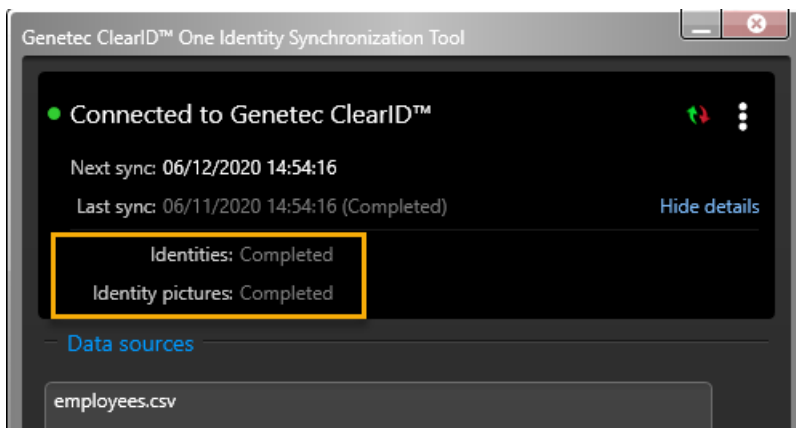 Genetec ClearID™ One Identity Synchronization Tool
Connected to Genetec ClearID™
Next sync: 06/12/2020 14:54:16
Last sync: 06/11/2020 14:54:16 (Completed)
Hide details
Identities: Completed
Identity pictures: Completed
Data sources
employees.csv